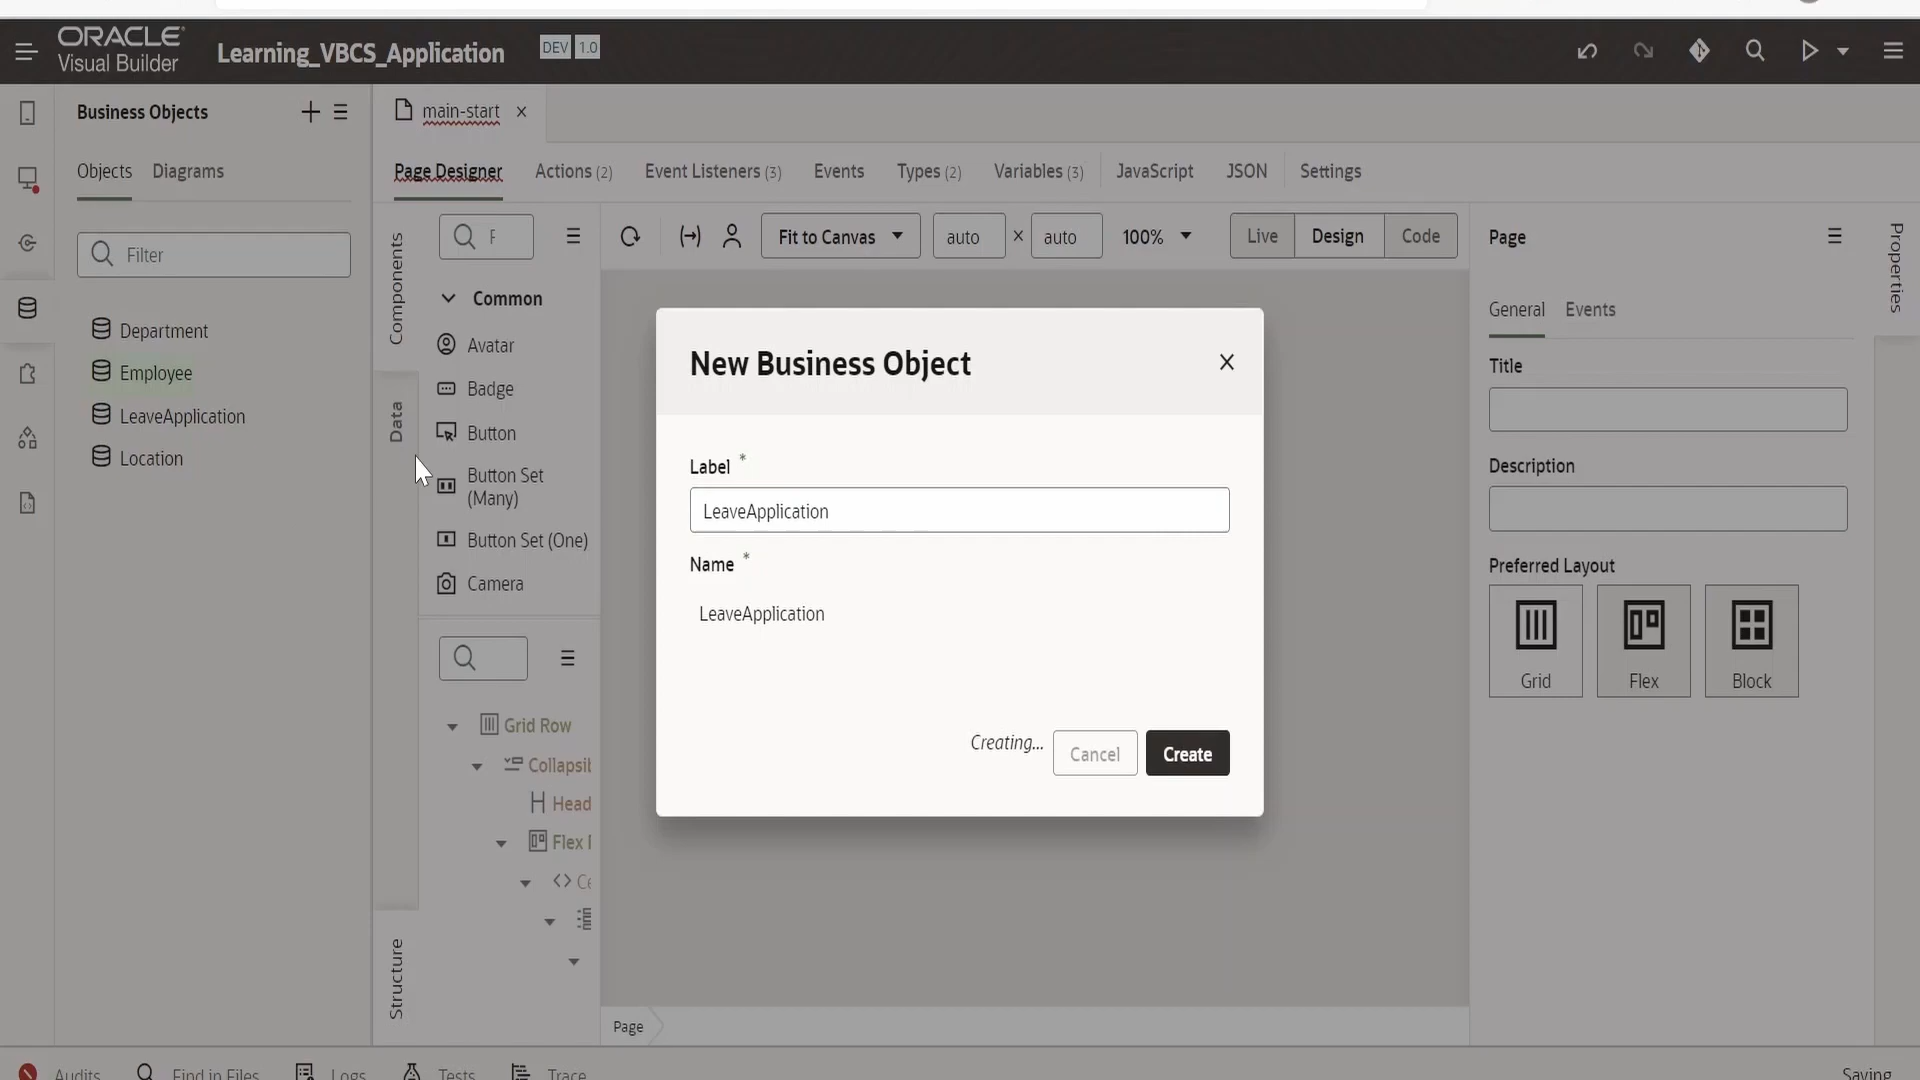 ORACLE
Visual Builder
Learning_VBCS_Application
DEV 1.0
Business Objects
main-start
Objects
Diagrams
Page Designer
Actions (2)
Event Listeners (3)
Events
Types (2)
Variables (3)
JavaScript
JSON
Settings
Filter
Department
Employee
LeaveApplication
Location
Components
Data
Structure
F
Common
Avatar
Badge
Button
Button Set
(Many)
Button Set (One)
Camera
Grid Row
Collapsil
Head
Flex
Ce
Fit to Canvas
auto
×
auto
100%
Live
Design
Code
New Business Object
Label *
LeaveApplication
Name *
LeaveApplication
Creating...
Cancel
Create
Page
Page
Properties
General
Events
Title
Description
Preferred Layout
Grid
Flex
Block
Audits
Find in Files
Logs
Tests
Trace
Saving